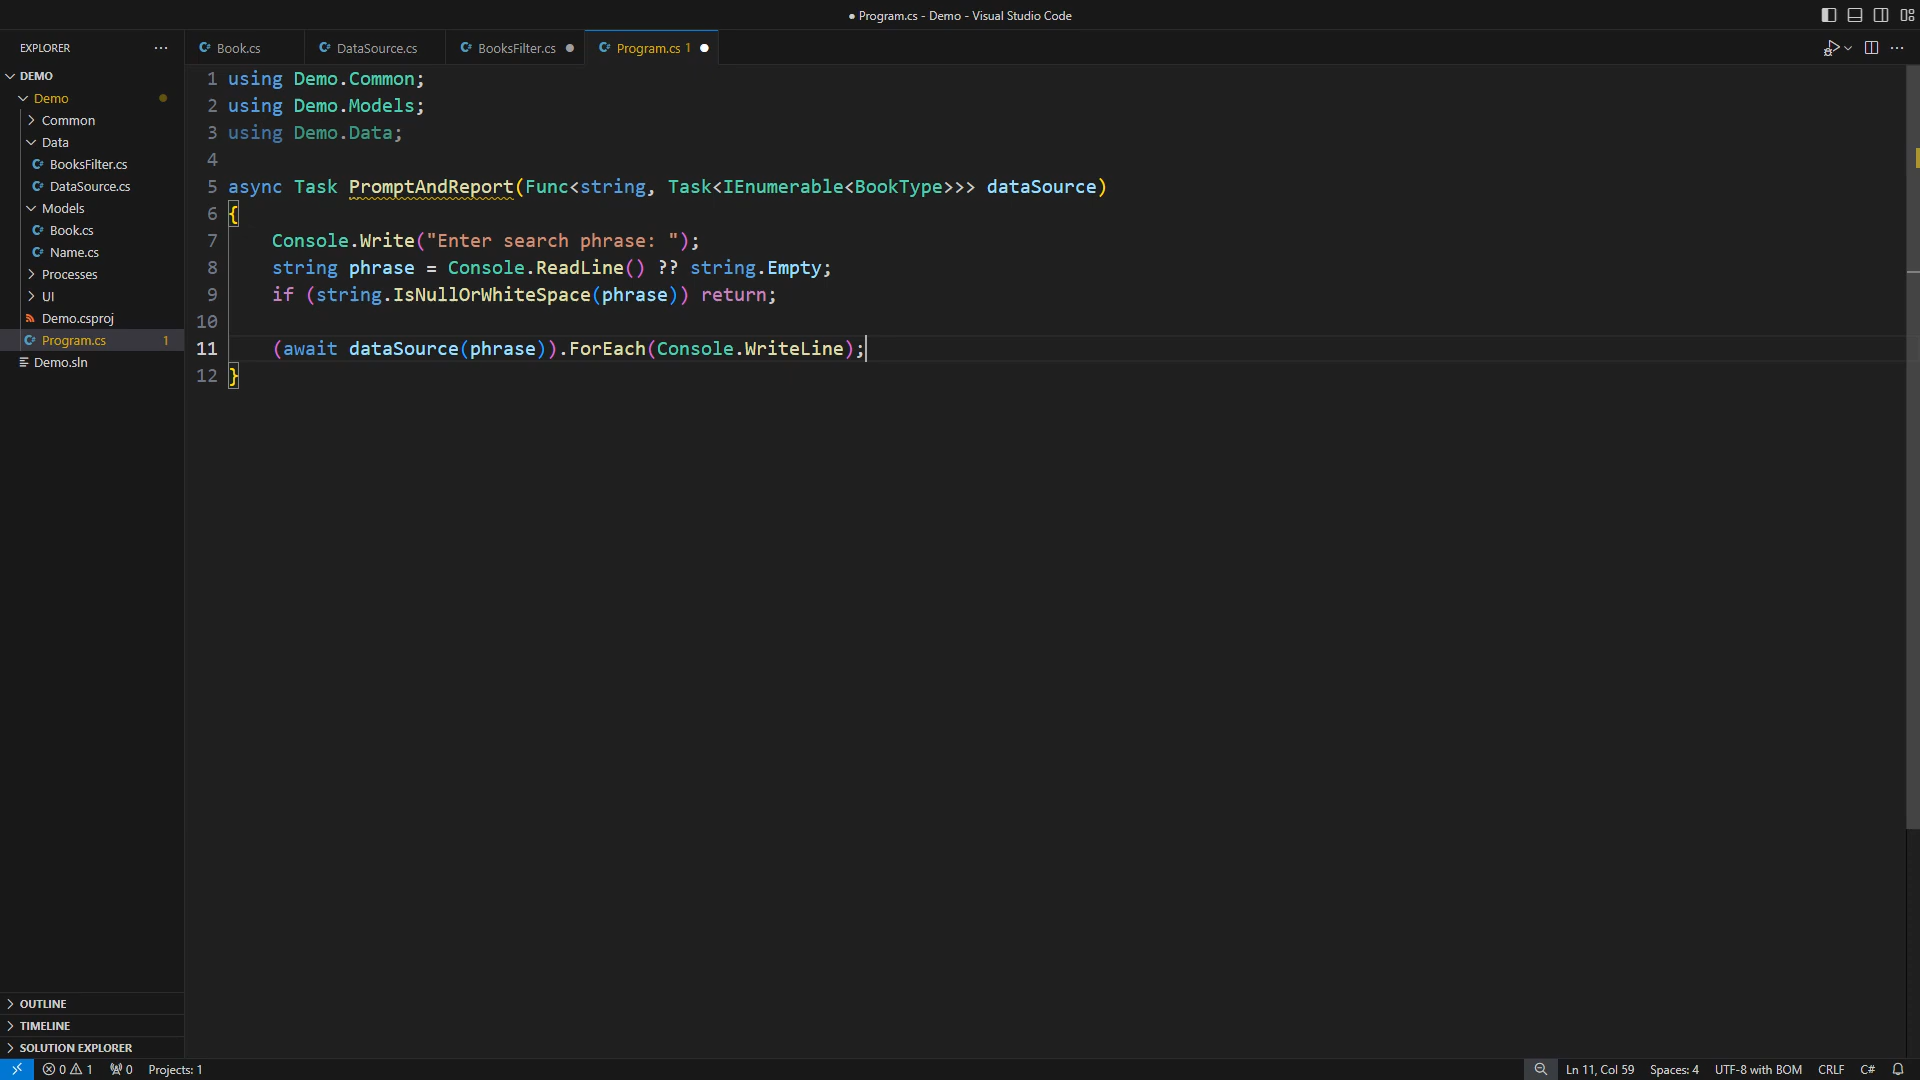 ● Program.cs - Demo - Visual Studio Code
EXPLORER
DEMO
Demo
Common
Data
BooksFilter.cs
DataSource.cs
Models
Book.cs
Name.cs
Processes
UI
Demo.csproj
Program.cs 1
Demo.sln
OUTLINE
TIMELINE
SOLUTION EXPLORER
Book.cs
DataSource.cs
BooksFilter.cs
Program.cs 1
1 using Demo.Common;
2 using Demo.Models;
3 using Demo.Data;
4
5 async Task PromptAndReport(Func<string, Task<IEnumerable<BookType>>> dataSource)
6 {
7     Console.Write("Enter search phrase: ");
8     string phrase = Console.ReadLine() ?? string.Empty;
9     if (string.IsNullOrWhiteSpace(phrase)) return;
10
11     (await dataSource(phrase)).ForEach(Console.WriteLine);
12 }
0 1 0 Projects: 1
Ln 11, Col 59 Spaces: 4 UTF-8 with BOM CRLF C#